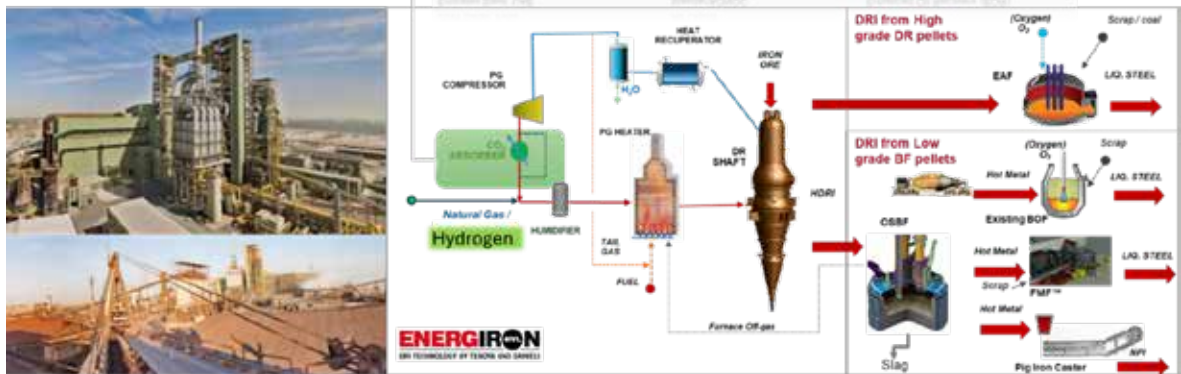 HEAT
RECUPERATOR
IRON
ORE
PG
COMPRESSOR
H₂O
CO₂
ABSORBER
PG HEATER
DR
SHAFT
HDRI
Natural Gas /
Hydrogen
HUMIDIFIER
TAIL
GAS
FUEL
Furnace Off-gas
ENERGIRON
DRI TECHNOLOGY BY TENOVA AND DANIELI
DRI from High
grade DR pellets
(Oxygen)
O₂
Scrap / coal
EAF
LIQ. STEEL
DRI from Low
grade BF pellets
(Oxygen)
O₂
Scrap
Hot Metal
LIQ. STEEL
Existing BOF
OSBF
Hot Metal
LIQ. STEEL
Scrap
FMF™
Hot Metal
NPI
Pig Iron Caster
Slag